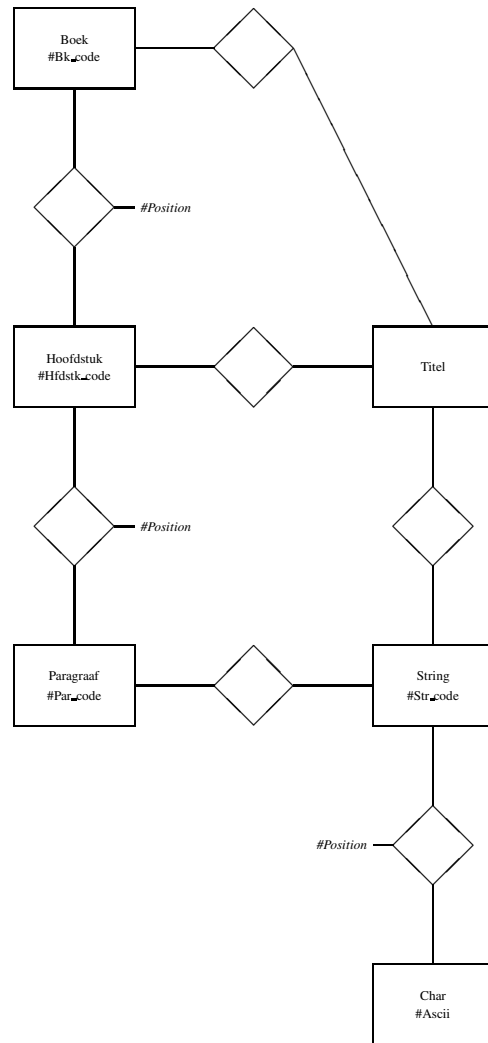 Boek
#Bk_code
#Position
Hoofdstuk
#Hfdstk_code
Titel
#Position
Paragraaf
#Par_code
String
#Str_code
#Position
Char
#Ascii